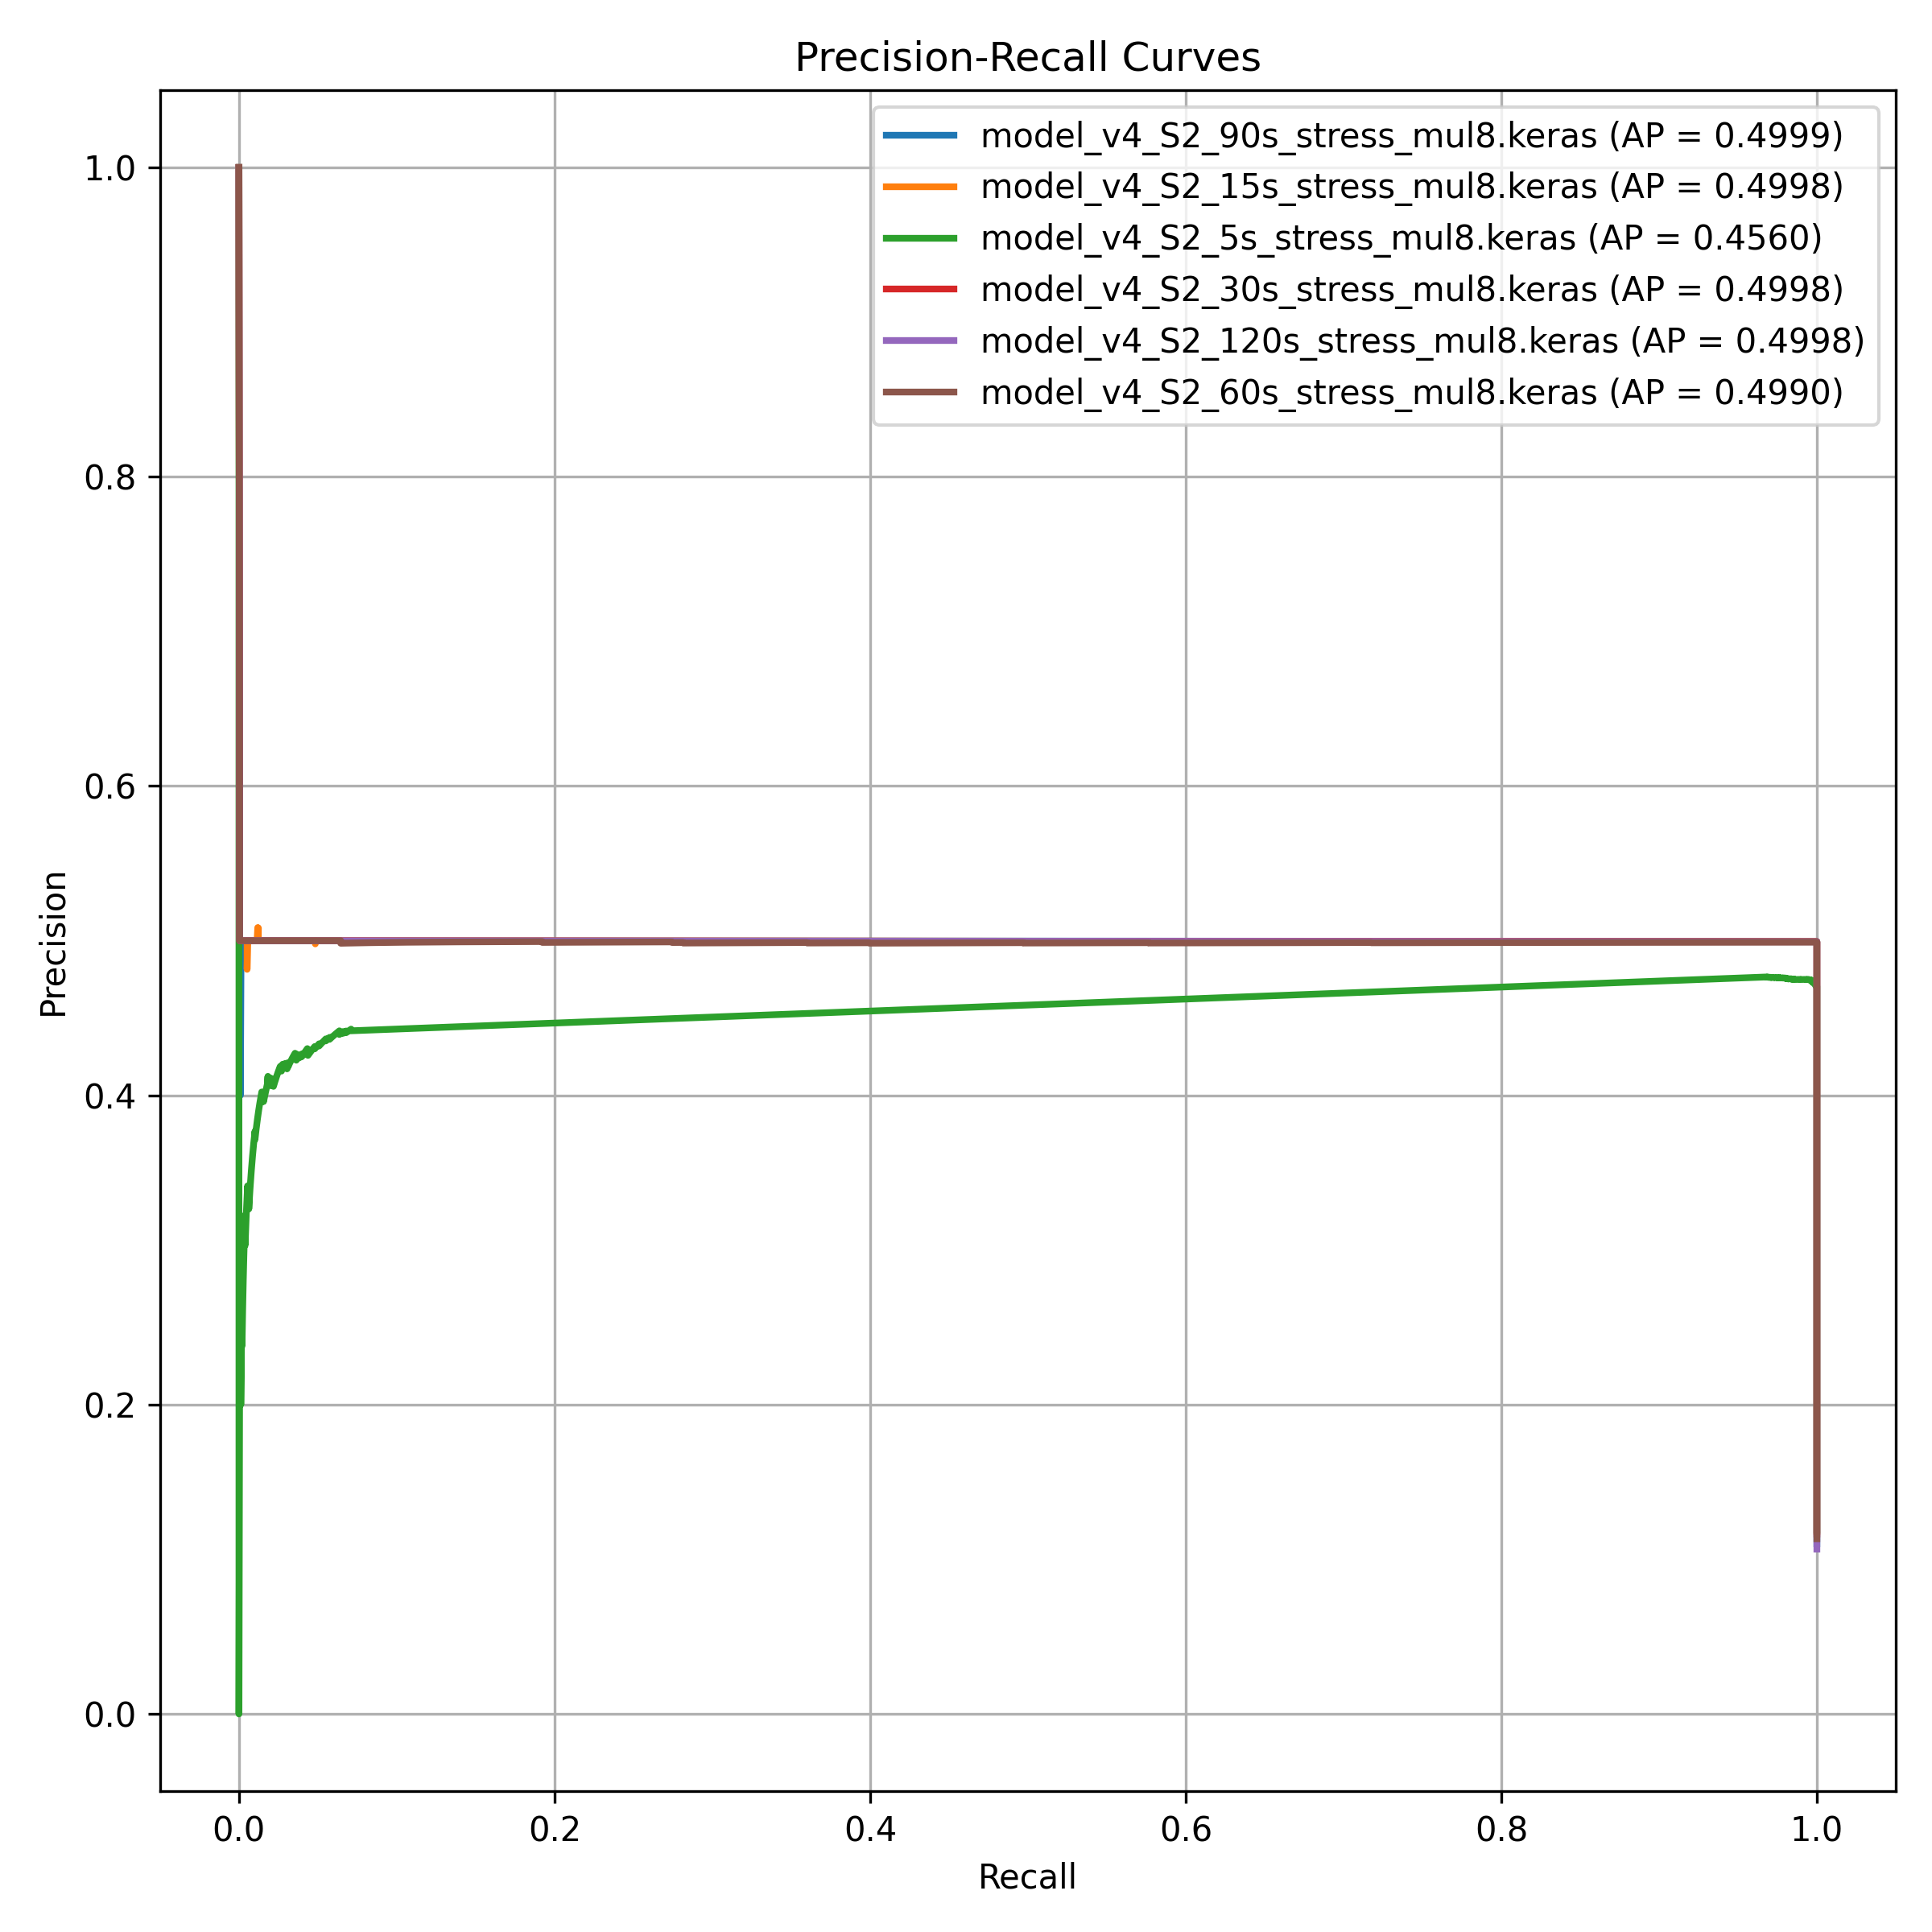 Precision-Recall Curves
model_v4_S2_90s_stress_mul8.keras (AP = 0.4999)
model_v4_S2_15s_stress_mul8.keras (AP = 0.4998)
model_v4_S2_5s_stress_mul8.keras (AP = 0.4560)
model_v4_S2_30s_stress_mul8.keras (AP = 0.4998)
model_v4_S2_120s_stress_mul8.keras (AP = 0.4998)
model_v4_S2_60s_stress_mul8.keras (AP = 0.4990)
1.0
0.8
0.6
0.4
0.2
0.0
Precision
0.0 0.2 0.4 0.6 0.8 1.0
Recall